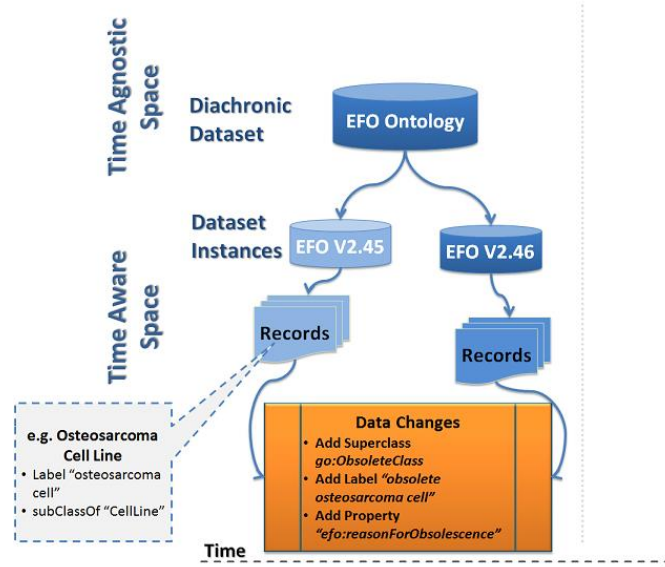 Time Agnostic
Space
Diachronic
Dataset
EFO Ontology
Time Aware
Space
Dataset
Instances
EFO V2.45
EFO V2.46
Records
Records
e.g. Osteosarcoma
Cell Line
• Label “osteosarcoma
cell”
• subClassOf “CellLine”
Data Changes
• Add Superclass
go:ObsoleteClass
• Add Label “obsolete
osteosarcoma cell”
• Add Property
“efo:reasonForObsolescence”
Time